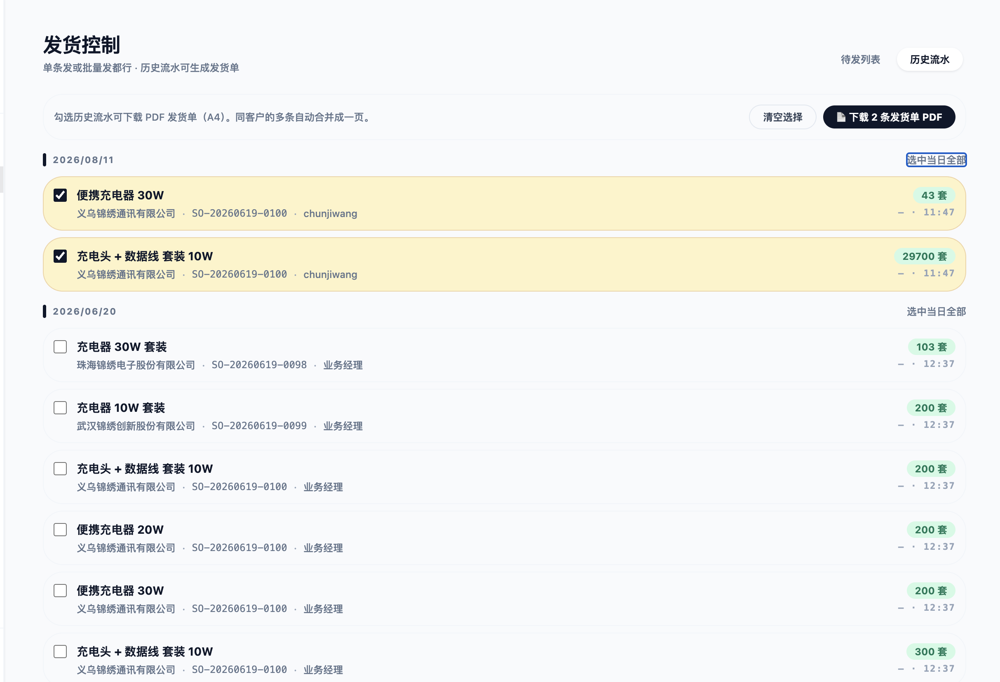 发货控制
单条发或批量发都行 · 历史流水可生成发货单
待发列表
历史流水
勾选历史流水可下载 PDF 发货单（A4）。同客户的多条自动合并成一页。
清空选择
下载 2 条发货单 PDF
2026/08/11
选中当日全部
便携充电器 30W
43 套
义乌锦绣通讯有限公司 · SO-20260619-0100 · chunjiwang
— · 11:47
充电头 + 数据线 套装 10W
29700 套
义乌锦绣通讯有限公司 · SO-20260619-0100 · chunjiwang
— · 11:47
2026/06/20
选中当日全部
充电器 30W 套装
103 套
珠海锦绣电子股份有限公司 · SO-20260619-0098 · 业务经理
— · 12:37
充电器 10W 套装
200 套
武汉锦绣创新股份有限公司 · SO-20260619-0099 · 业务经理
— · 12:37
充电头 + 数据线 套装 10W
200 套
义乌锦绣通讯有限公司 · SO-20260619-0100 · 业务经理
— · 12:37
便携充电器 20W
200 套
义乌锦绣通讯有限公司 · SO-20260619-0100 · 业务经理
— · 12:37
便携充电器 30W
200 套
义乌锦绣通讯有限公司 · SO-20260619-0100 · 业务经理
— · 12:37
充电头 + 数据线 套装 10W
300 套
义乌锦绣通讯有限公司 · SO-20260619-0100 · 业务经理
— · 12:37